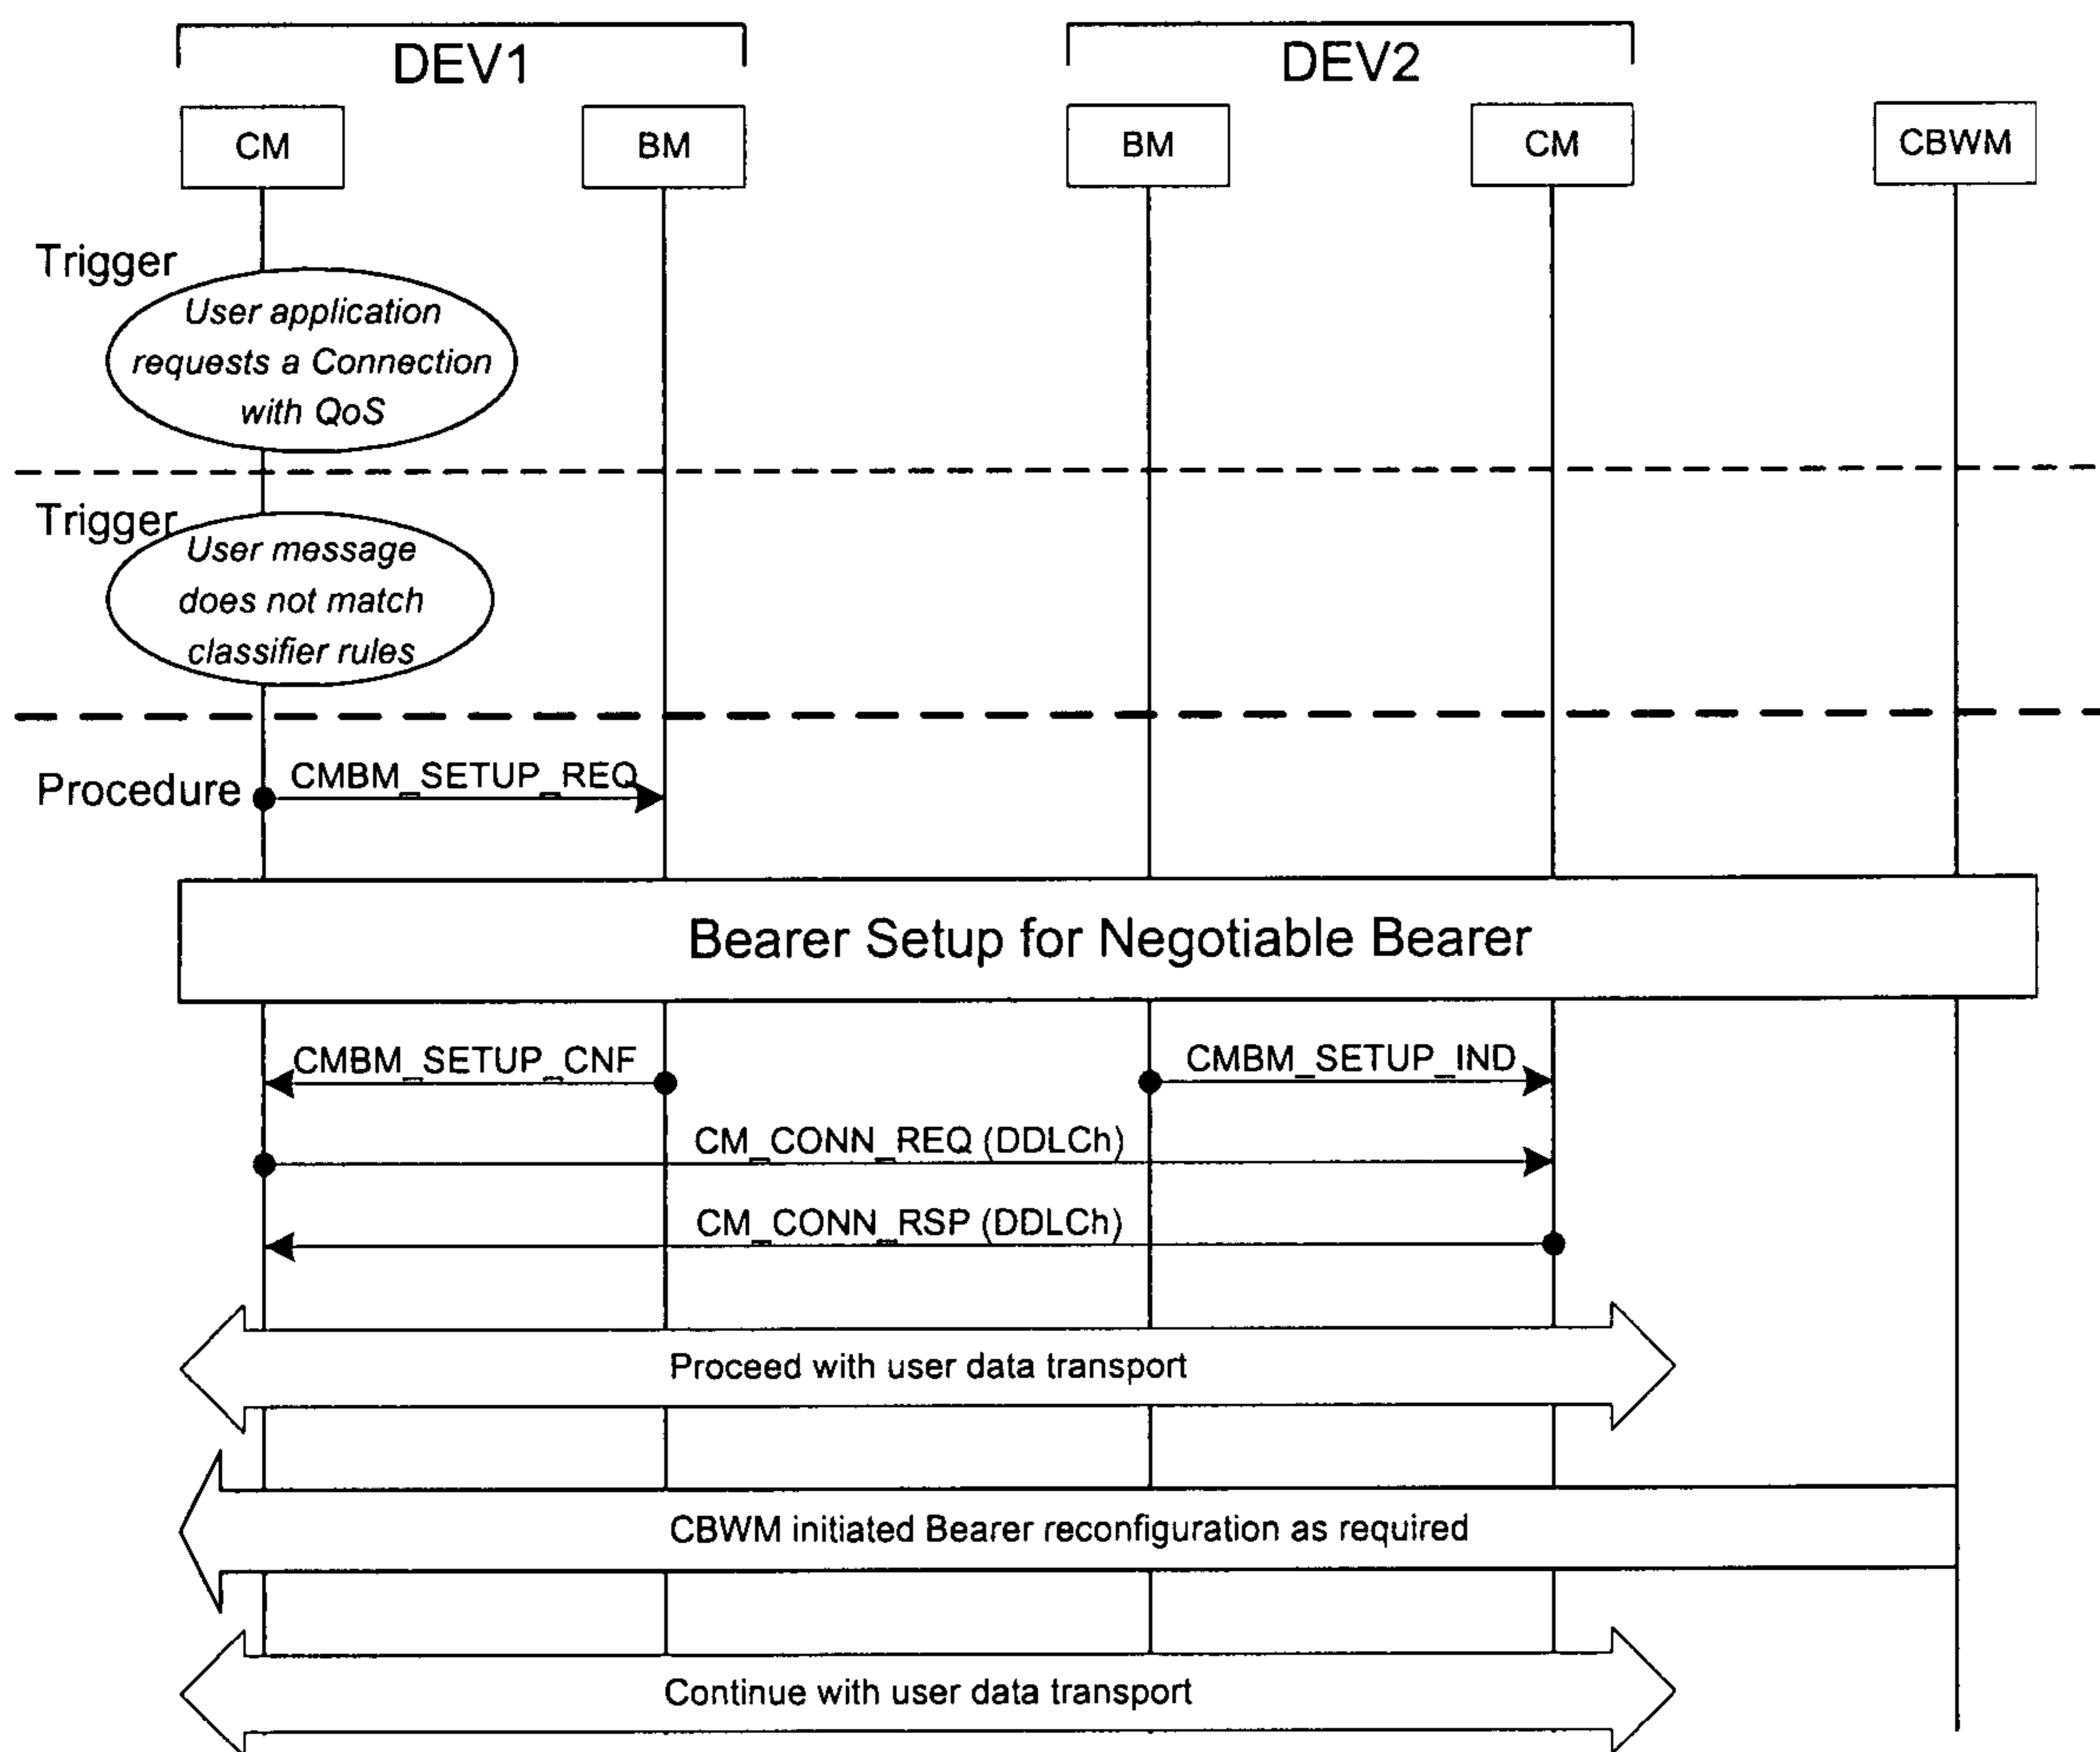 DEV1
DEV2
CM
BM
BM
CM
CBWM
Trigger
User application
requests a Connection
with QoS
Trigger
User message
does not match
classifier rules
Procedure
CMBM_SETUP_REQ
Bearer Setup for Negotiable Bearer
CMBM_SETUP_CNF
CMBM_SETUP_IND
CM_CONN_REQ (DDLCh)
CM_CONN_RSP (DDLCh)
Proceed with user data transport
CBWM initiated Bearer reconfiguration as required
Continue with user data transport